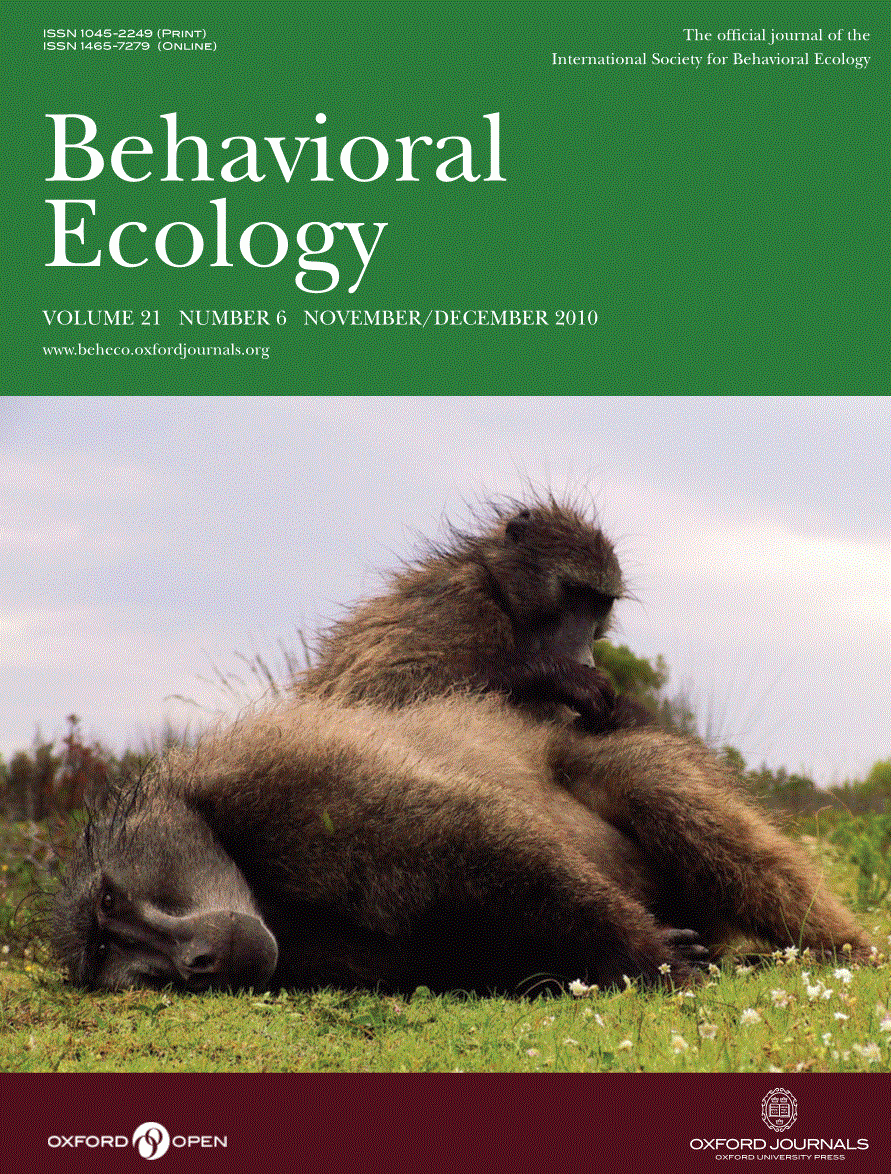 ISSN 1045-2249 (PRINT)
ISSN 1465-7279 (ONLINE)
The official journal of the
International Society for Behavioral Ecology
Behavioral
Ecology
VOLUME 21 NUMBER 6 NOVEMBER/DECEMBER 2010
www.beheco.oxfordjournals.org
OXFORD OPEN
OXFORD JOURNALS
OXFORD UNIVERSITY PRESS